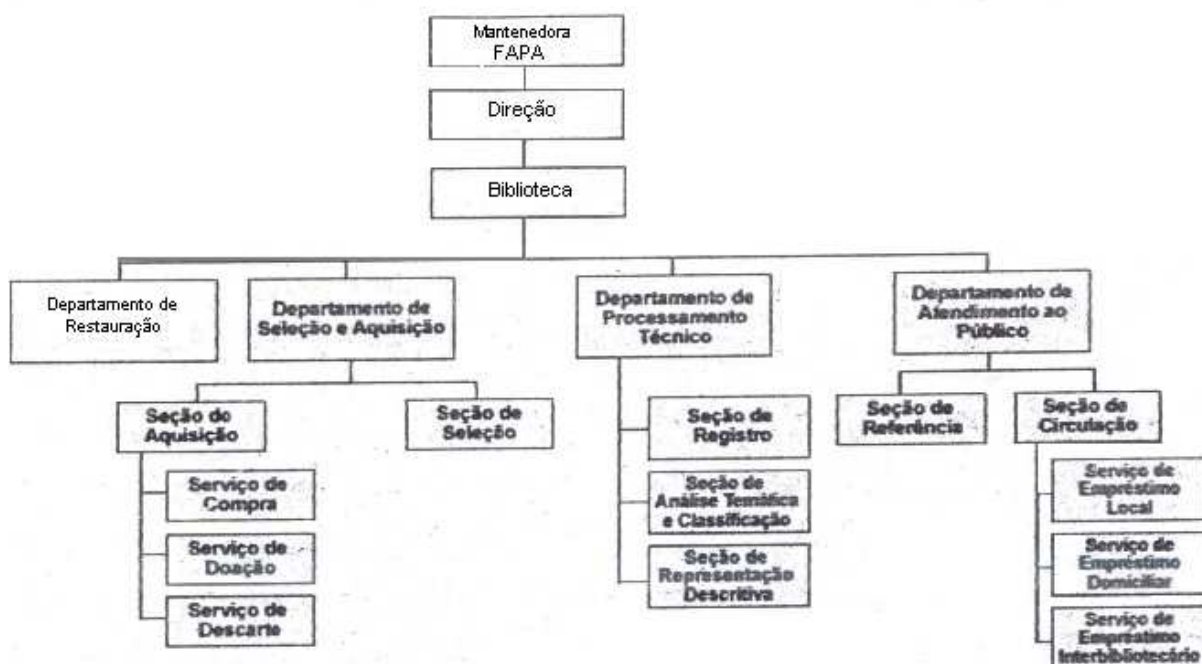 Mantenedora
FAPA
Direção
Biblioteca
Departamento de
Restauração
Departamento de
Seleção e Aquisição
Departamento de
Processamento
Técnico
Departamento de
Atendimento ao
Público
Seção de
Aquisição
Seção de
Seleção
Seção de
Registro
Seção de
Referência
Seção de
Circulação
Serviço de
Compra
Serviço de
Doação
Serviço de
Descarte
Seção de
Análise Temática
e Classificação
Seção de
Representação
Descritiva
Serviço de
Empréstimo
Local
Serviço de
Empréstimo
Domiciliar
Serviço de
Empréstimo
Interbibliotecário